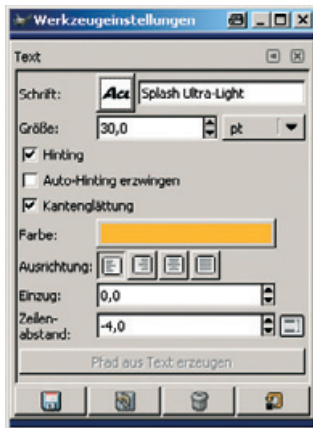 Werkzeugeinstellungen
Text
Schrift: Aa Splash Ultra-Light
Größe: 30,0 pt
Hinting
Auto-Hinting erzwingen
Kantenglättung
Farbe:
Ausrichtung:
Einzug: 0,0
Zeilen-
abstand: -4,0
Pfad aus Text erzeugen